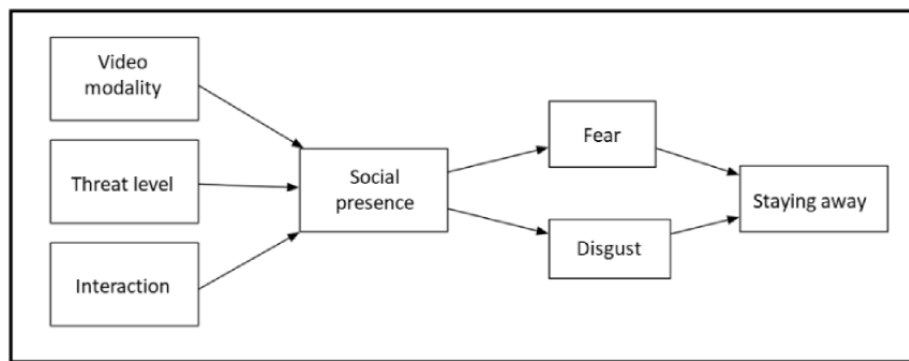 Video
modality
Threat level
Interaction
Social
presence
Fear
Disgust
Staying away